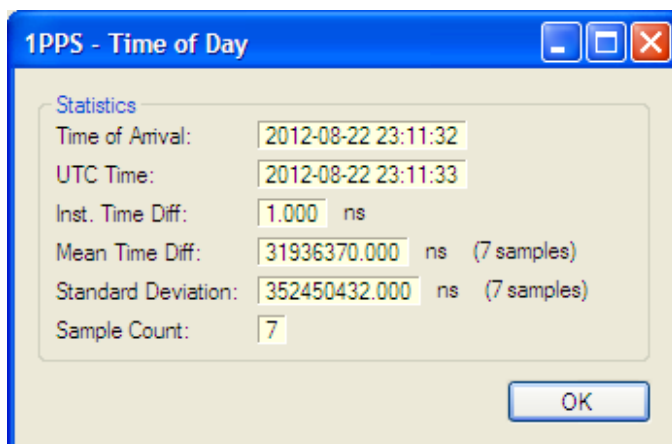 1PPS - Time of Day
Statistics
Time of Arrival: 2012-08-22 23:11:32
UTC Time: 2012-08-22 23:11:33
Inst. Time Diff: 1.000 ns
Mean Time Diff: 31936370.000 ns (7 samples)
Standard Deviation: 352450432.000 ns (7 samples)
Sample Count: 7
OK